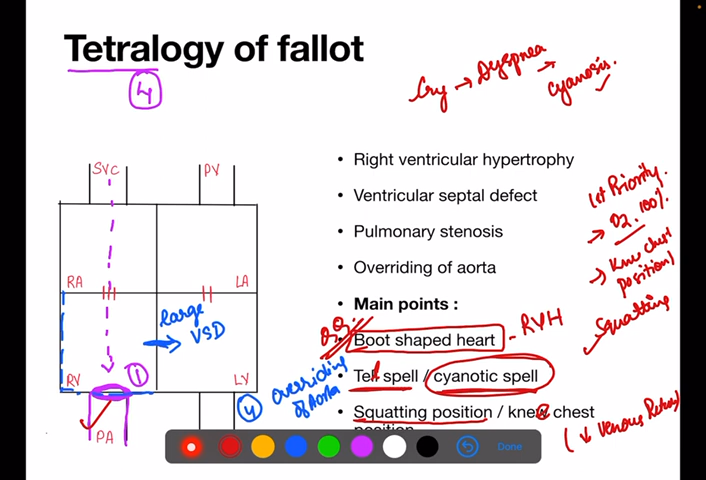 Tetralogy of fallot
4
Cry → Dyspnea → Cyanosis. ✓
SVC
PV
RA
LA
large
VSD
RV
1
LV
PA
4 overriding of Aorta
• Right ventricular hypertrophy
• Ventricular septal defect
• Pulmonary stenosis
• Overriding of aorta
• Main points :
• Boot shaped heart - RVH
• Tet spell / cyanotic spell
• Squatting position / knee chest
position
1st Priority.
→ O2. 100%.
→ Knee chest
position)
✓ Squatting
(↓ Venous Return)
Done